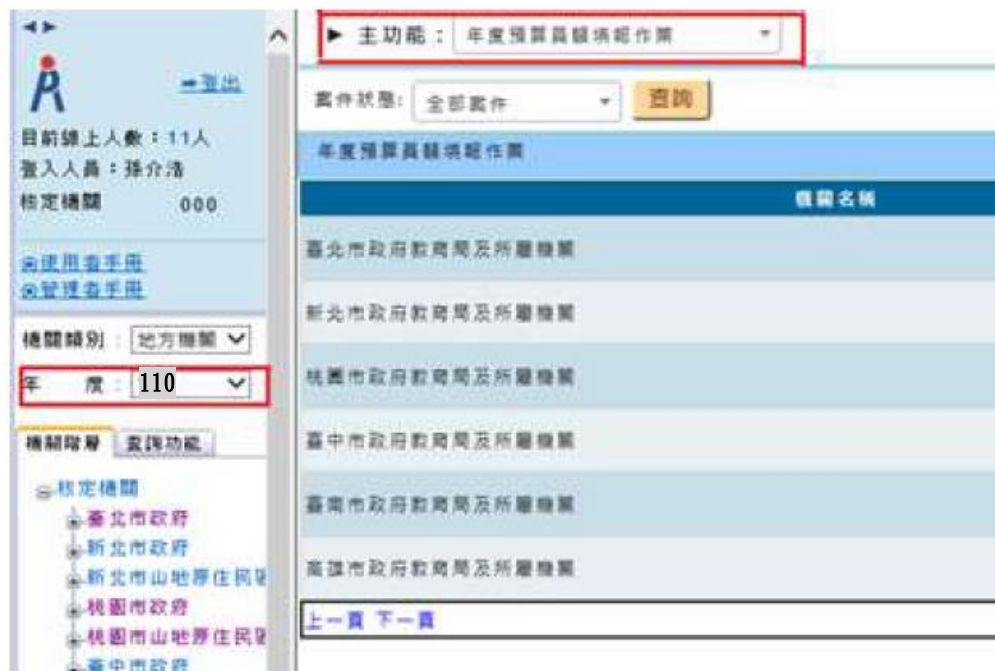 登出
目前線上人數：11人
登入人員：孫介浩
核定機關 000
使用者手冊
管理者手冊
機關類別：地方機關
年 度：110
機關階層 查詢功能
核定機關
臺北市政府
新北市政府
新北市山地原住民區
桃園市政府
桃園市山地原住民區
臺中市政府
► 主功能：年度預算員額填報作業
案件狀態：全部案件 查詢
年度預算員額填報作業
機關名稱
臺北市政府教育局及所屬機關
新北市政府教育局及所屬機關
桃園市政府教育局及所屬機關
臺中市政府教育局及所屬機關
臺南市政府教育局及所屬機關
高雄市政府教育局及所屬機關
上一頁 下一頁